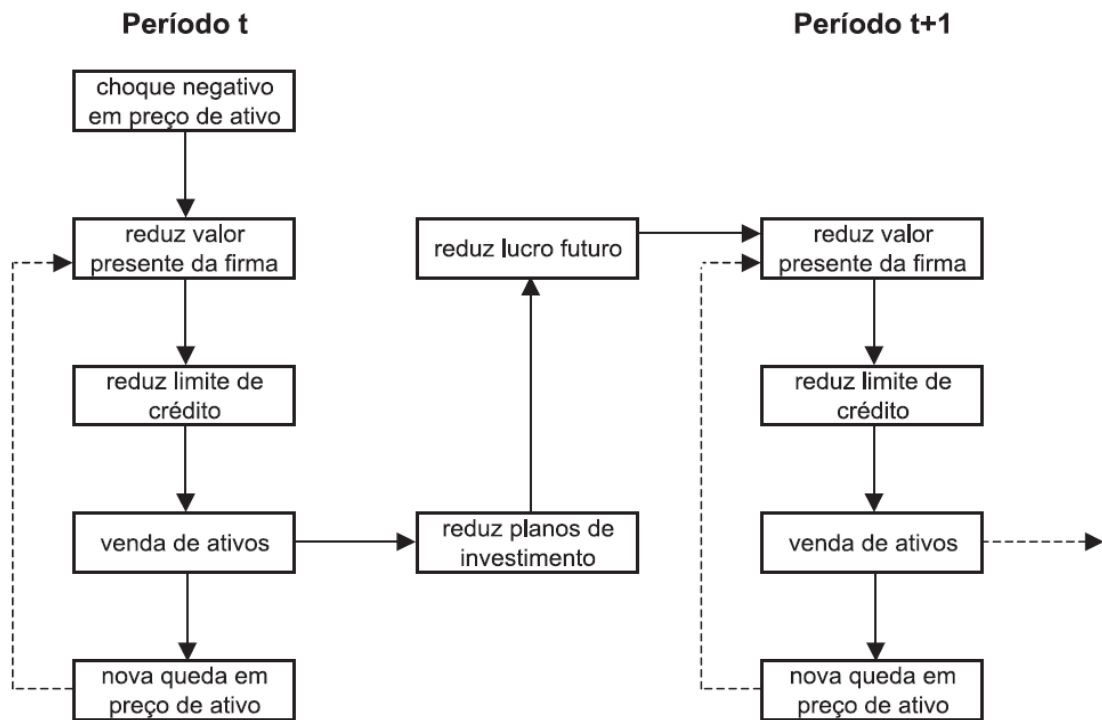 Período t
choque negativo
em preço de ativo
reduz valor
presente da firma
reduz limite de
crédito
venda de ativos
nova queda em
preço de ativo
reduz lucro futuro
reduz planos de
investimento
Período t+1
reduz valor
presente da firma
reduz limite de
crédito
venda de ativos
nova queda em
preço de ativo